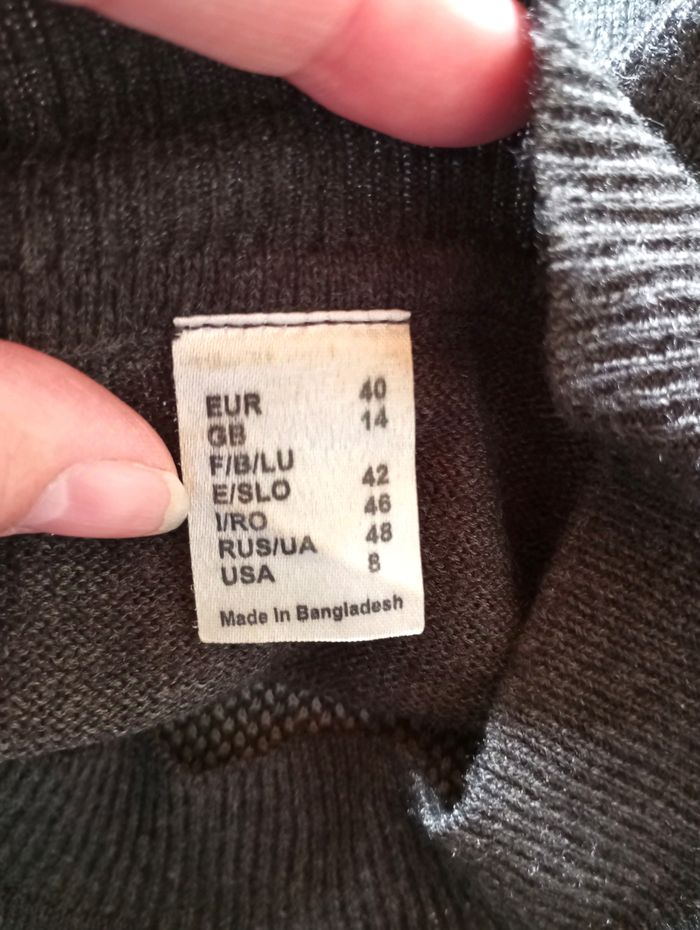 EUR 40
GB 14
F/B/LU
E/SLO 42
I/RO 46
RUS/UA 48
USA 8
Made in Bangladesh